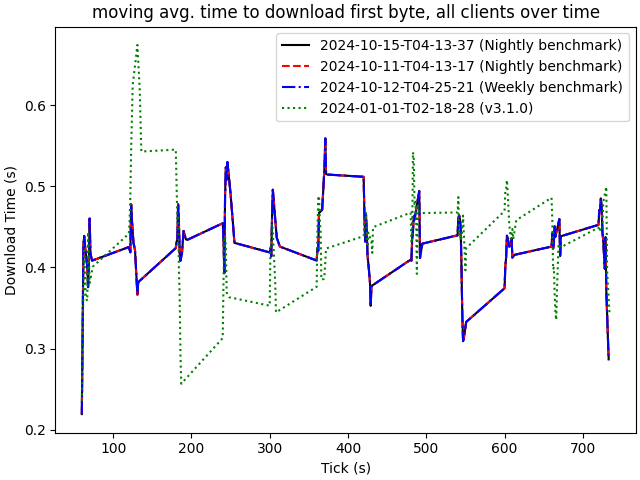 moving avg. time to download first byte, all clients over time
2024-10-15-T04-13-37 (Nightly benchmark)
2024-10-11-T04-13-17 (Nightly benchmark)
2024-10-12-T04-25-21 (Weekly benchmark)
2024-01-01-T02-18-28 (v3.1.0)
Download Time (s)
0.6
0.5
0.4
0.3
0.2
100 200 300 400 500 600 700
Tick (s)